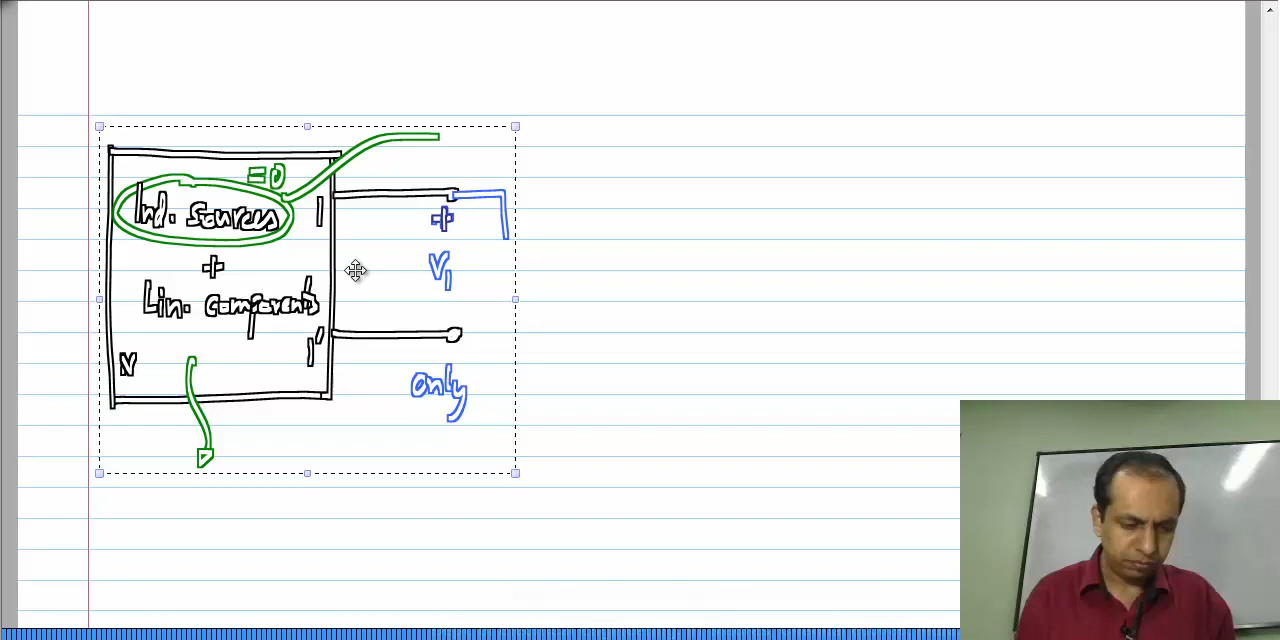 =0
Ind. Sources 1
+
+
V1
Lin. components
1'
N
only